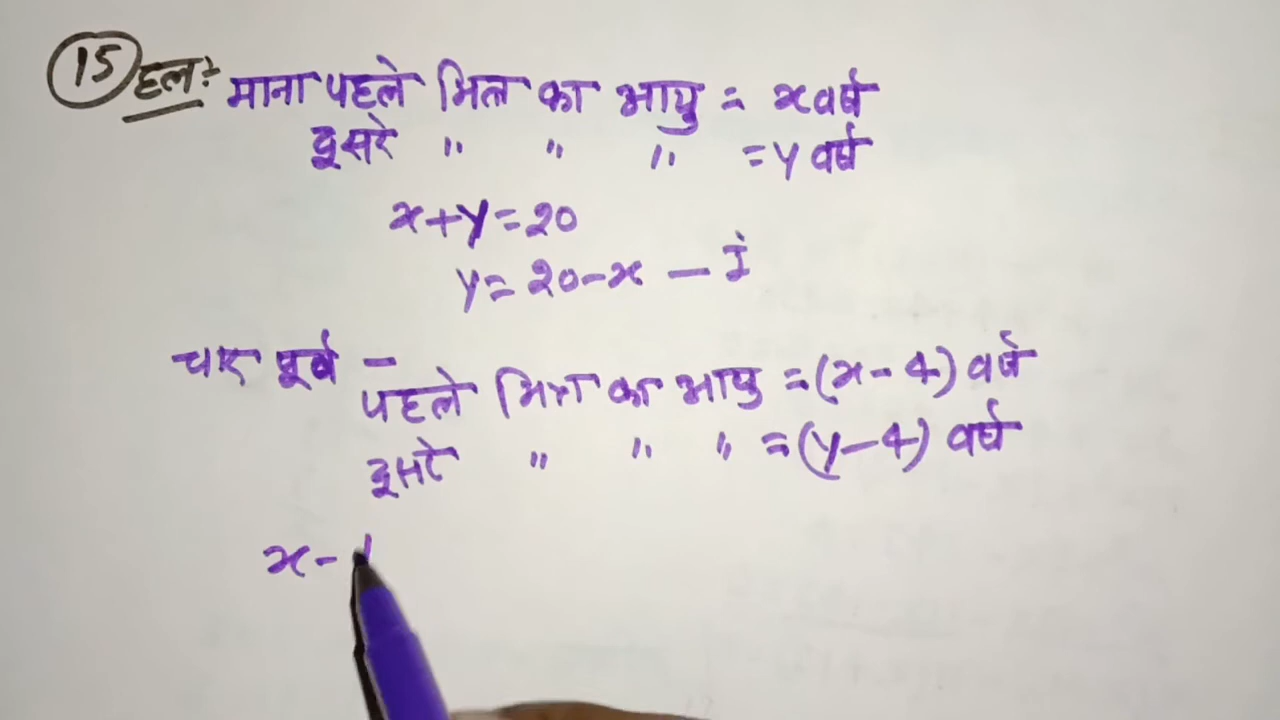 15 हल:-
माना पहले मित्र का आयु = x वर्ष
दूसरे " " " = y वर्ष
x+y=20
y=20-x — i
चार पूर्व -
पहले मित्र का आयु =(x-4) वर्ष
दूसरे " " " =(y-4) वर्ष
x-